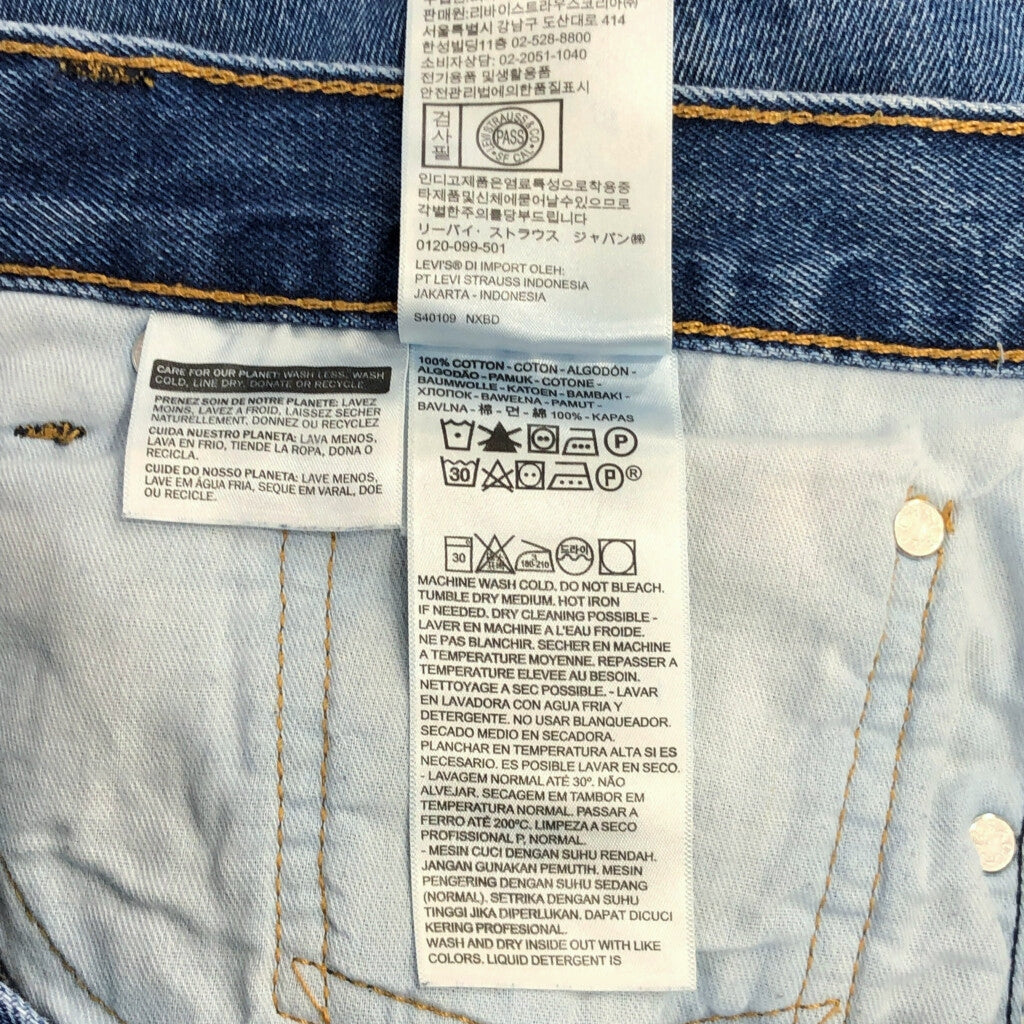 판매원:리바이스트라우스코리아㈜
서울특별시 강남구 도산대로 414
한성빌딩11층 02-528-8800
소비자상담: 02-2051-1040
전기용품 및생활용품
안전관리법에의한품질표시
검사필
LEVI STRAUSS & CO
PASS
SF CAL
인디고제품은염료특성으로착용중
타제품및신체에묻어날수있으므로
각별한주의를당부드립니다
リーバイ・ストラウス ジャパン㈱
0120-099-501
LEVI'S® DI IMPORT OLEH:
PT LEVI STRAUSS INDONESIA
JAKARTA - INDONESIA
S40109 NXBD
CARE FOR OUR PLANET: WASH LESS, WASH
COLD, LINE DRY, DONATE OR RECYCLE
PRENEZ SOIN DE NOTRE PLANETE: LAVEZ
MOINS, LAVEZ A FROID, LAISSEZ SECHER
NATURELLEMENT, DONNEZ OU RECYCLEZ
CUIDA NUESTRO PLANETA: LAVA MENOS,
LAVA EN FRIO, TIENDE LA ROPA, DONA O
RECICLA.
CUIDE DO NOSSO PLANETA: LAVE MENOS,
LAVE EM ÁGUA FRIA, SEQUE EM VARAL, DOE
OU RECICLE.
100% COTTON - COTON - ALGODÓN -
ALGODÃO - PAMUK - COTONE -
BAUMWOLLE - KATOEN - BAMBAKI -
ХЛОПОК - BAWEŁNA - PAMUT -
BAVLNA - 棉 - 면 - 綿 100% - KAPAS
P
30 P ®
30 180-210 드라이
MACHINE WASH COLD. DO NOT BLEACH.
TUMBLE DRY MEDIUM. HOT IRON
IF NEEDED. DRY CLEANING POSSIBLE -
LAVER EN MACHINE A L'EAU FROIDE.
NE PAS BLANCHIR. SECHER EN MACHINE
A TEMPERATURE MOYENNE. REPASSER A
TEMPERATURE ELEVEE AU BESOIN.
NETTOYAGE A SEC POSSIBLE. - LAVAR
EN LAVADORA CON AGUA FRIA Y
DETERGENTE. NO USAR BLANQUEADOR.
SECADO MEDIO EN SECADORA.
PLANCHAR EN TEMPERATURA ALTA SI ES
NECESARIO. ES POSIBLE LAVAR EN SECO.
- LAVAGEM NORMAL ATÉ 30º. NÃO
ALVEJAR. SECAGEM EM TAMBOR EM
TEMPERATURA NORMAL. PASSAR A
FERRO ATÉ 200ºC. LIMPEZA A SECO
PROFISSIONAL P, NORMAL.
- MESIN CUCI DENGAN SUHU RENDAH.
JANGAN GUNAKAN PEMUTIH. MESIN
PENGERING DENGAN SUHU SEDANG
(NORMAL). SETRIKA DENGAN SUHU
TINGGI JIKA DIPERLUKAN. DAPAT DICUCI
KERING PROFESIONAL.
WASH AND DRY INSIDE OUT WITH LIKE
COLORS. LIQUID DETERGENT IS